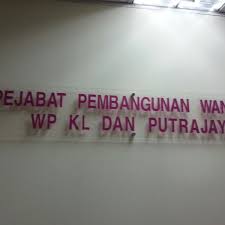 PEJABAT PEMBANGUNAN WAN
WP KL DAN PUTRAJAY